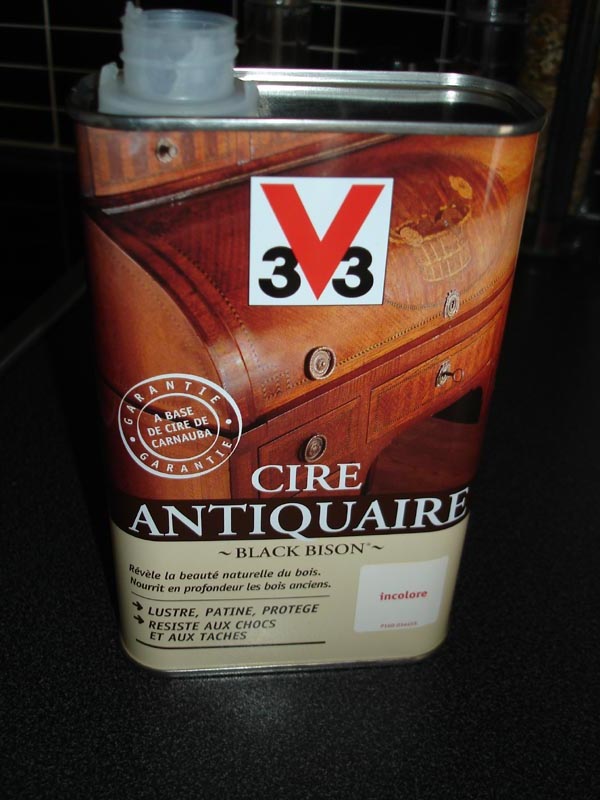 3V3
GARANTIE
A BASE
DE CIRE DE
CARNAUBA
GARANTIE
CIRE
ANTIQUAIRE
~ BLACK BISON® ~
Révèle la beauté naturelle du bois.
Nourrit en profondeur les bois anciens.
LUSTRE, PATINE, PROTEGE
RESISTE AUX CHOCS
ET AUX TACHES
incolore